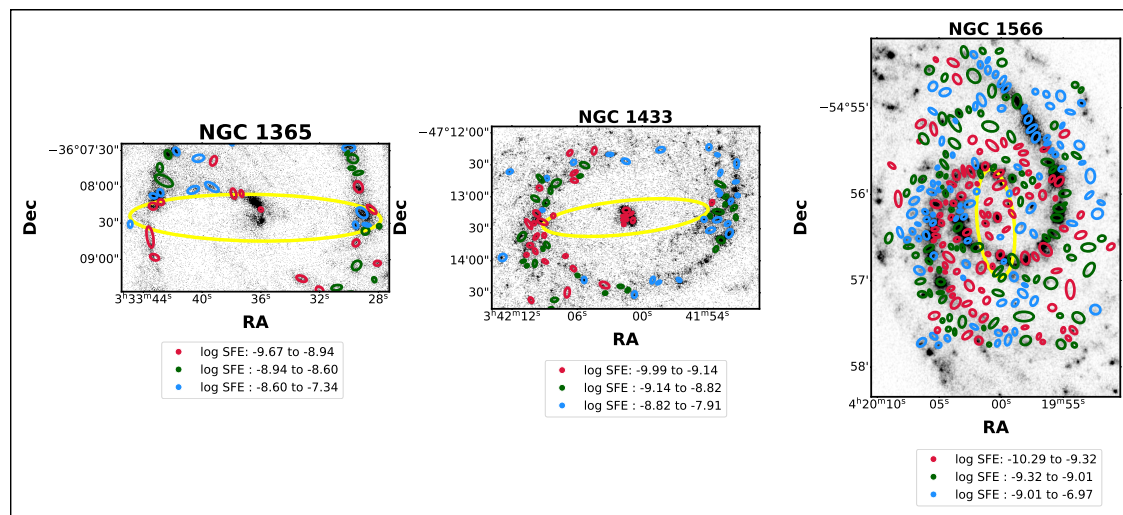 NGC 1365
−36°07'30"
08'00"
30"
09'00"
Dec
3ʰ33ᵐ44ˢ 40ˢ 36ˢ 32ˢ 28ˢ
RA
log SFE: -9.67 to -8.94
log SFE : -8.94 to -8.60
log SFE : -8.60 to -7.34
NGC 1433
−47°12'00"
30"
13'00"
30"
14'00"
30"
Dec
3ʰ42ᵐ12ˢ 06ˢ 00ˢ 41ᵐ54ˢ
RA
log SFE: -9.99 to -9.14
log SFE : -9.14 to -8.82
log SFE : -8.82 to -7.91
NGC 1566
−54°55'
56'
57'
58'
Dec
4ʰ20ᵐ10ˢ 05ˢ 00ˢ 19ᵐ55ˢ
RA
log SFE: -10.29 to -9.32
log SFE : -9.32 to -9.01
log SFE : -9.01 to -6.97